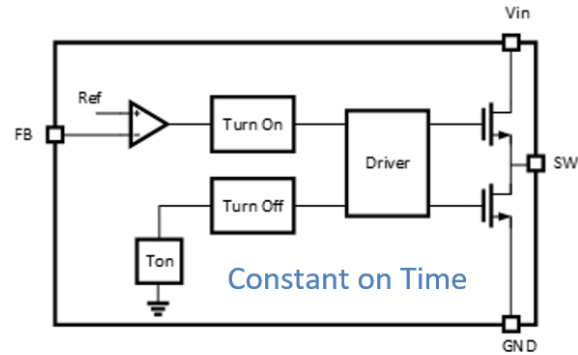 Vin
Ref
+
FB
-
Turn On
Driver
SW
Turn Off
Ton
Constant on Time
GND